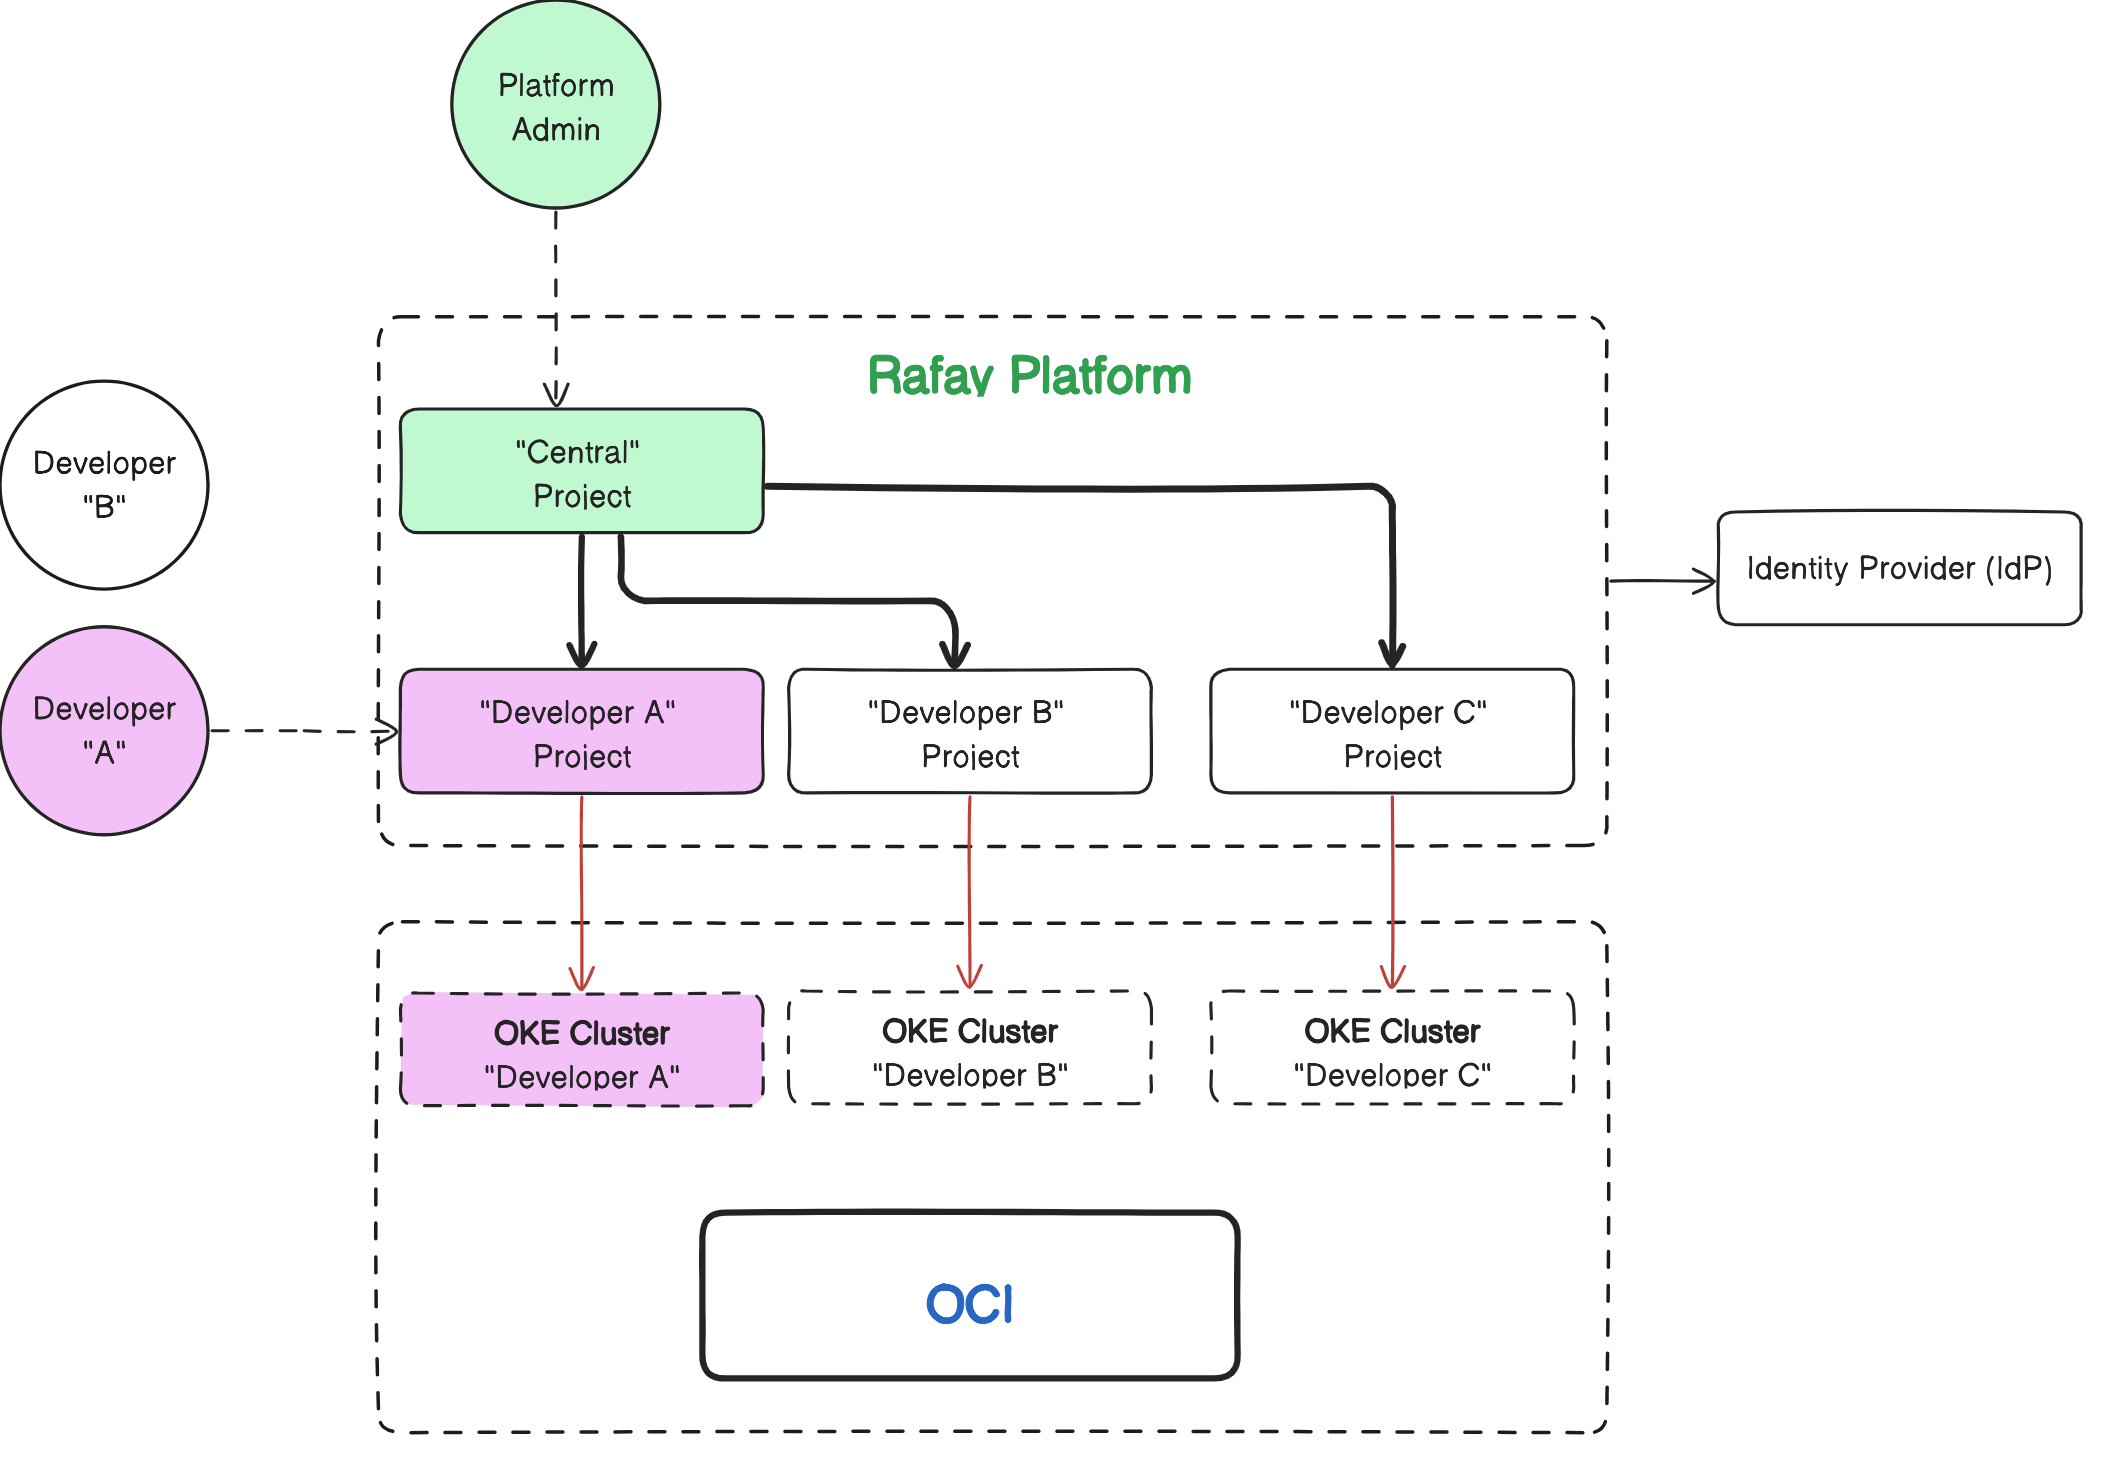 Platform
Admin
Rafay Platform
"Central"
Project
Developer
"B"
Identity Provider (IdP)
Developer
"A"
"Developer A"
Project
"Developer B"
Project
"Developer C"
Project
OKE Cluster
"Developer A"
OKE Cluster
"Developer B"
OKE Cluster
"Developer C"
OCI